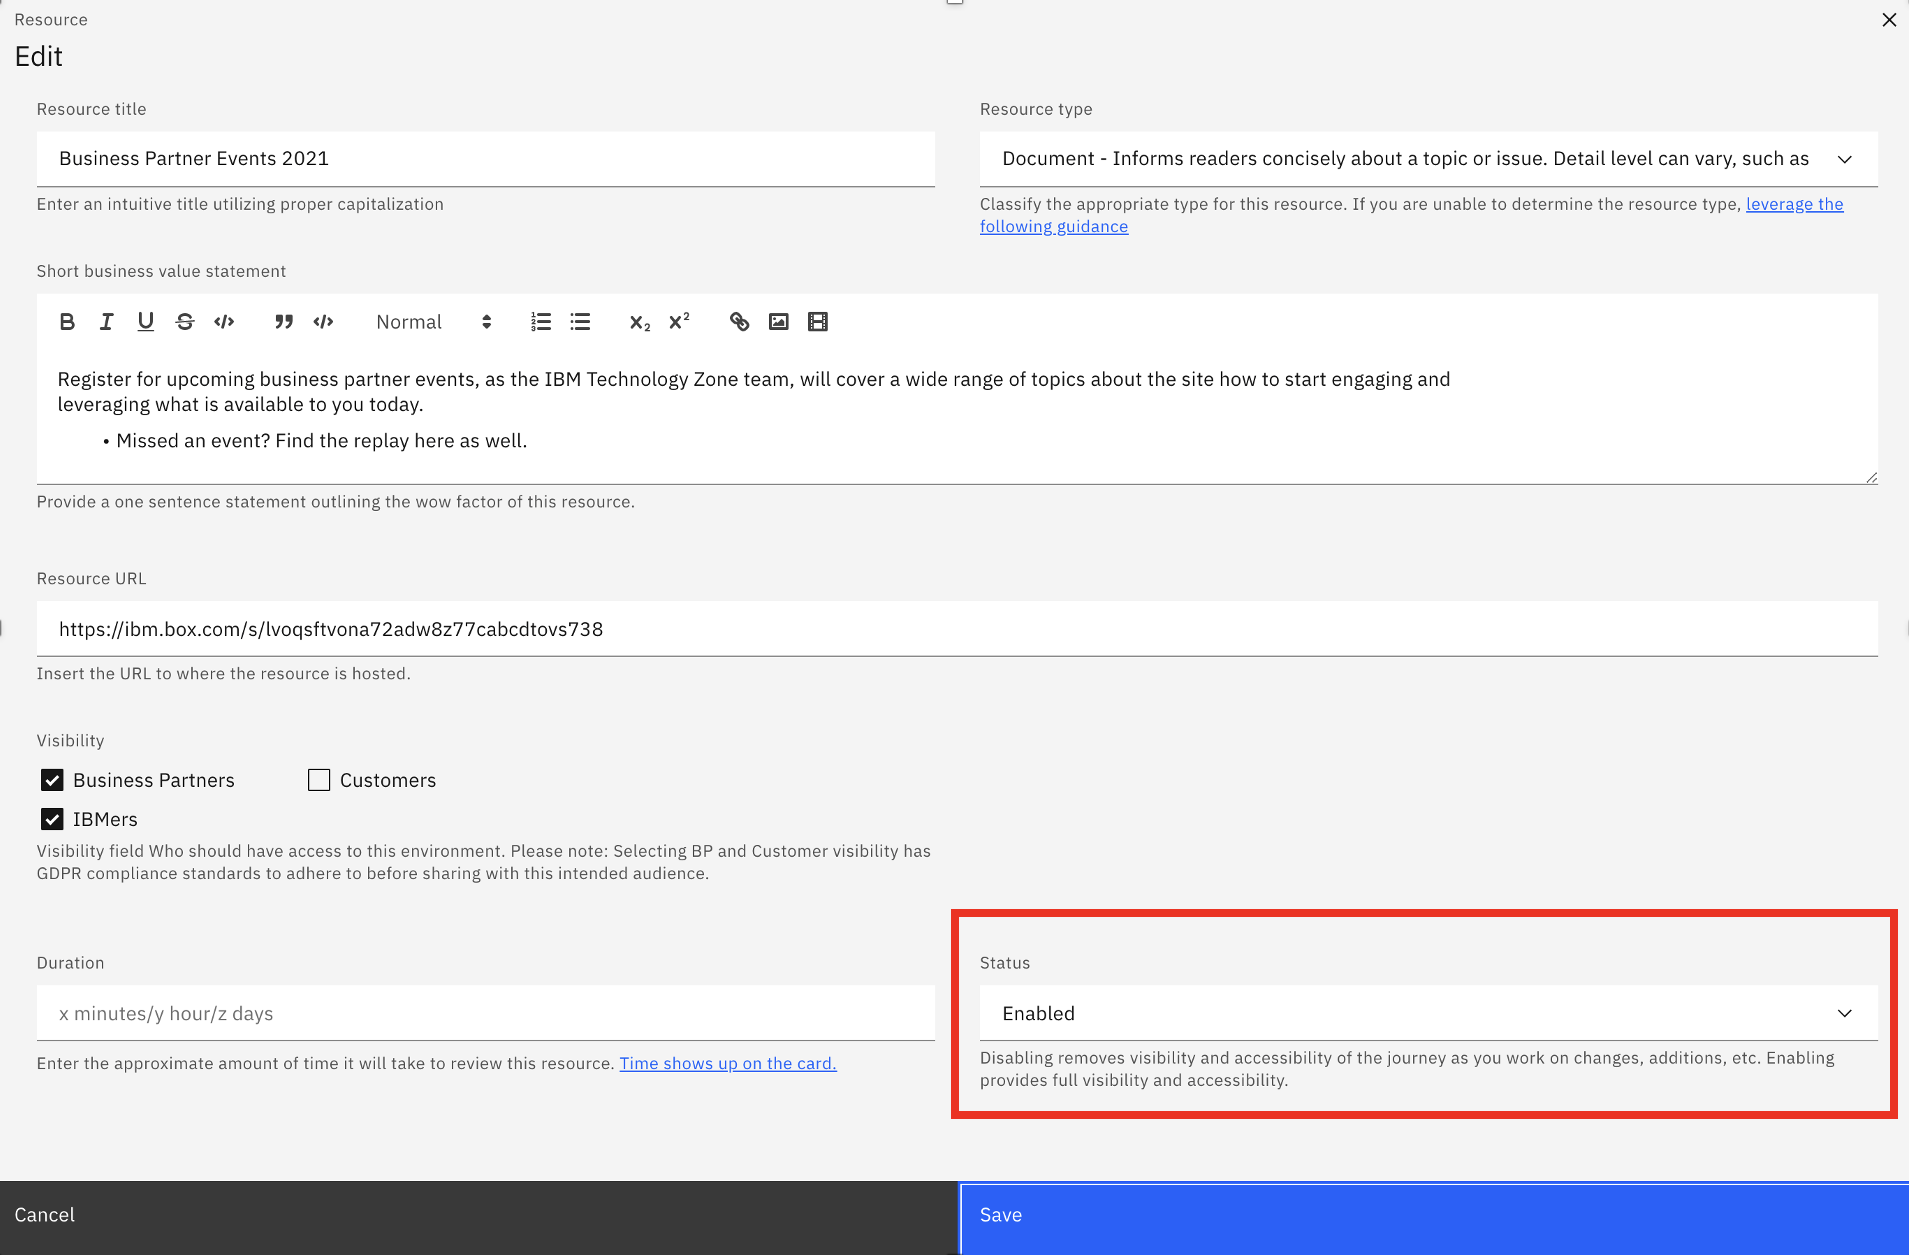 Resource
Edit
Resource title
Business Partner Events 2021
Enter an intuitive title utilizing proper capitalization
Resource type
Document - Informs readers concisely about a topic or issue. Detail level can vary, such as
Classify the appropriate type for this resource. If you are unable to determine the resource type, leverage the
following guidance
Short business value statement
Normal
Register for upcoming business partner events, as the IBM Technology Zone team, will cover a wide range of topics about the site how to start engaging and
leveraging what is available to you today.
• Missed an event? Find the replay here as well.
Provide a one sentence statement outlining the wow factor of this resource.
Resource URL
https://ibm.box.com/s/lvoqsftvona72adw8z77cabcdtovs738
Insert the URL to where the resource is hosted.
Visibility
Business Partners
Customers
IBMers
Visibility field Who should have access to this environment. Please note: Selecting BP and Customer visibility has
GDPR compliance standards to adhere to before sharing with this intended audience.
Duration
x minutes/y hour/z days
Enter the approximate amount of time it will take to review this resource. Time shows up on the card.
Status
Enabled
Disabling removes visibility and accessibility of the journey as you work on changes, additions, etc. Enabling
provides full visibility and accessibility.
Cancel
Save